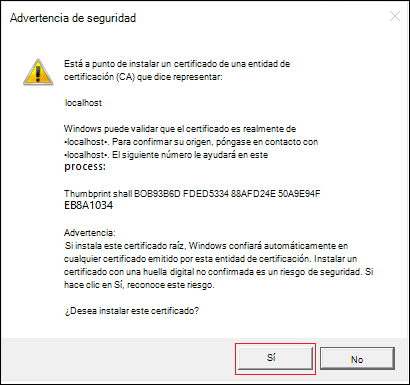 Advertencia de seguridad
Está a punto de instalar un certificado de una entidad de
certificación (CA) que dice representar:
localhost
Windows puede validar que el certificado es realmente de
•localhost•. Para confirmar su origen, póngase en contacto con
•localhost•. El siguiente número le ayudará en este
process:
Thumbprint shall BOB93B6D FDED5334 88AFD24E 50A9E94F
EB8A1034
Advertencia:
Si instala este certificado raíz, Windows confiará automáticamente en
cualquier certificado emitido por esta entidad de certificación. Instalar un
certificado con una huella digital no confirmada es un riesgo de seguridad. Si
hace clic en Sí, reconoce este riesgo.
¿Desea instalar este certificado?
Sí
No